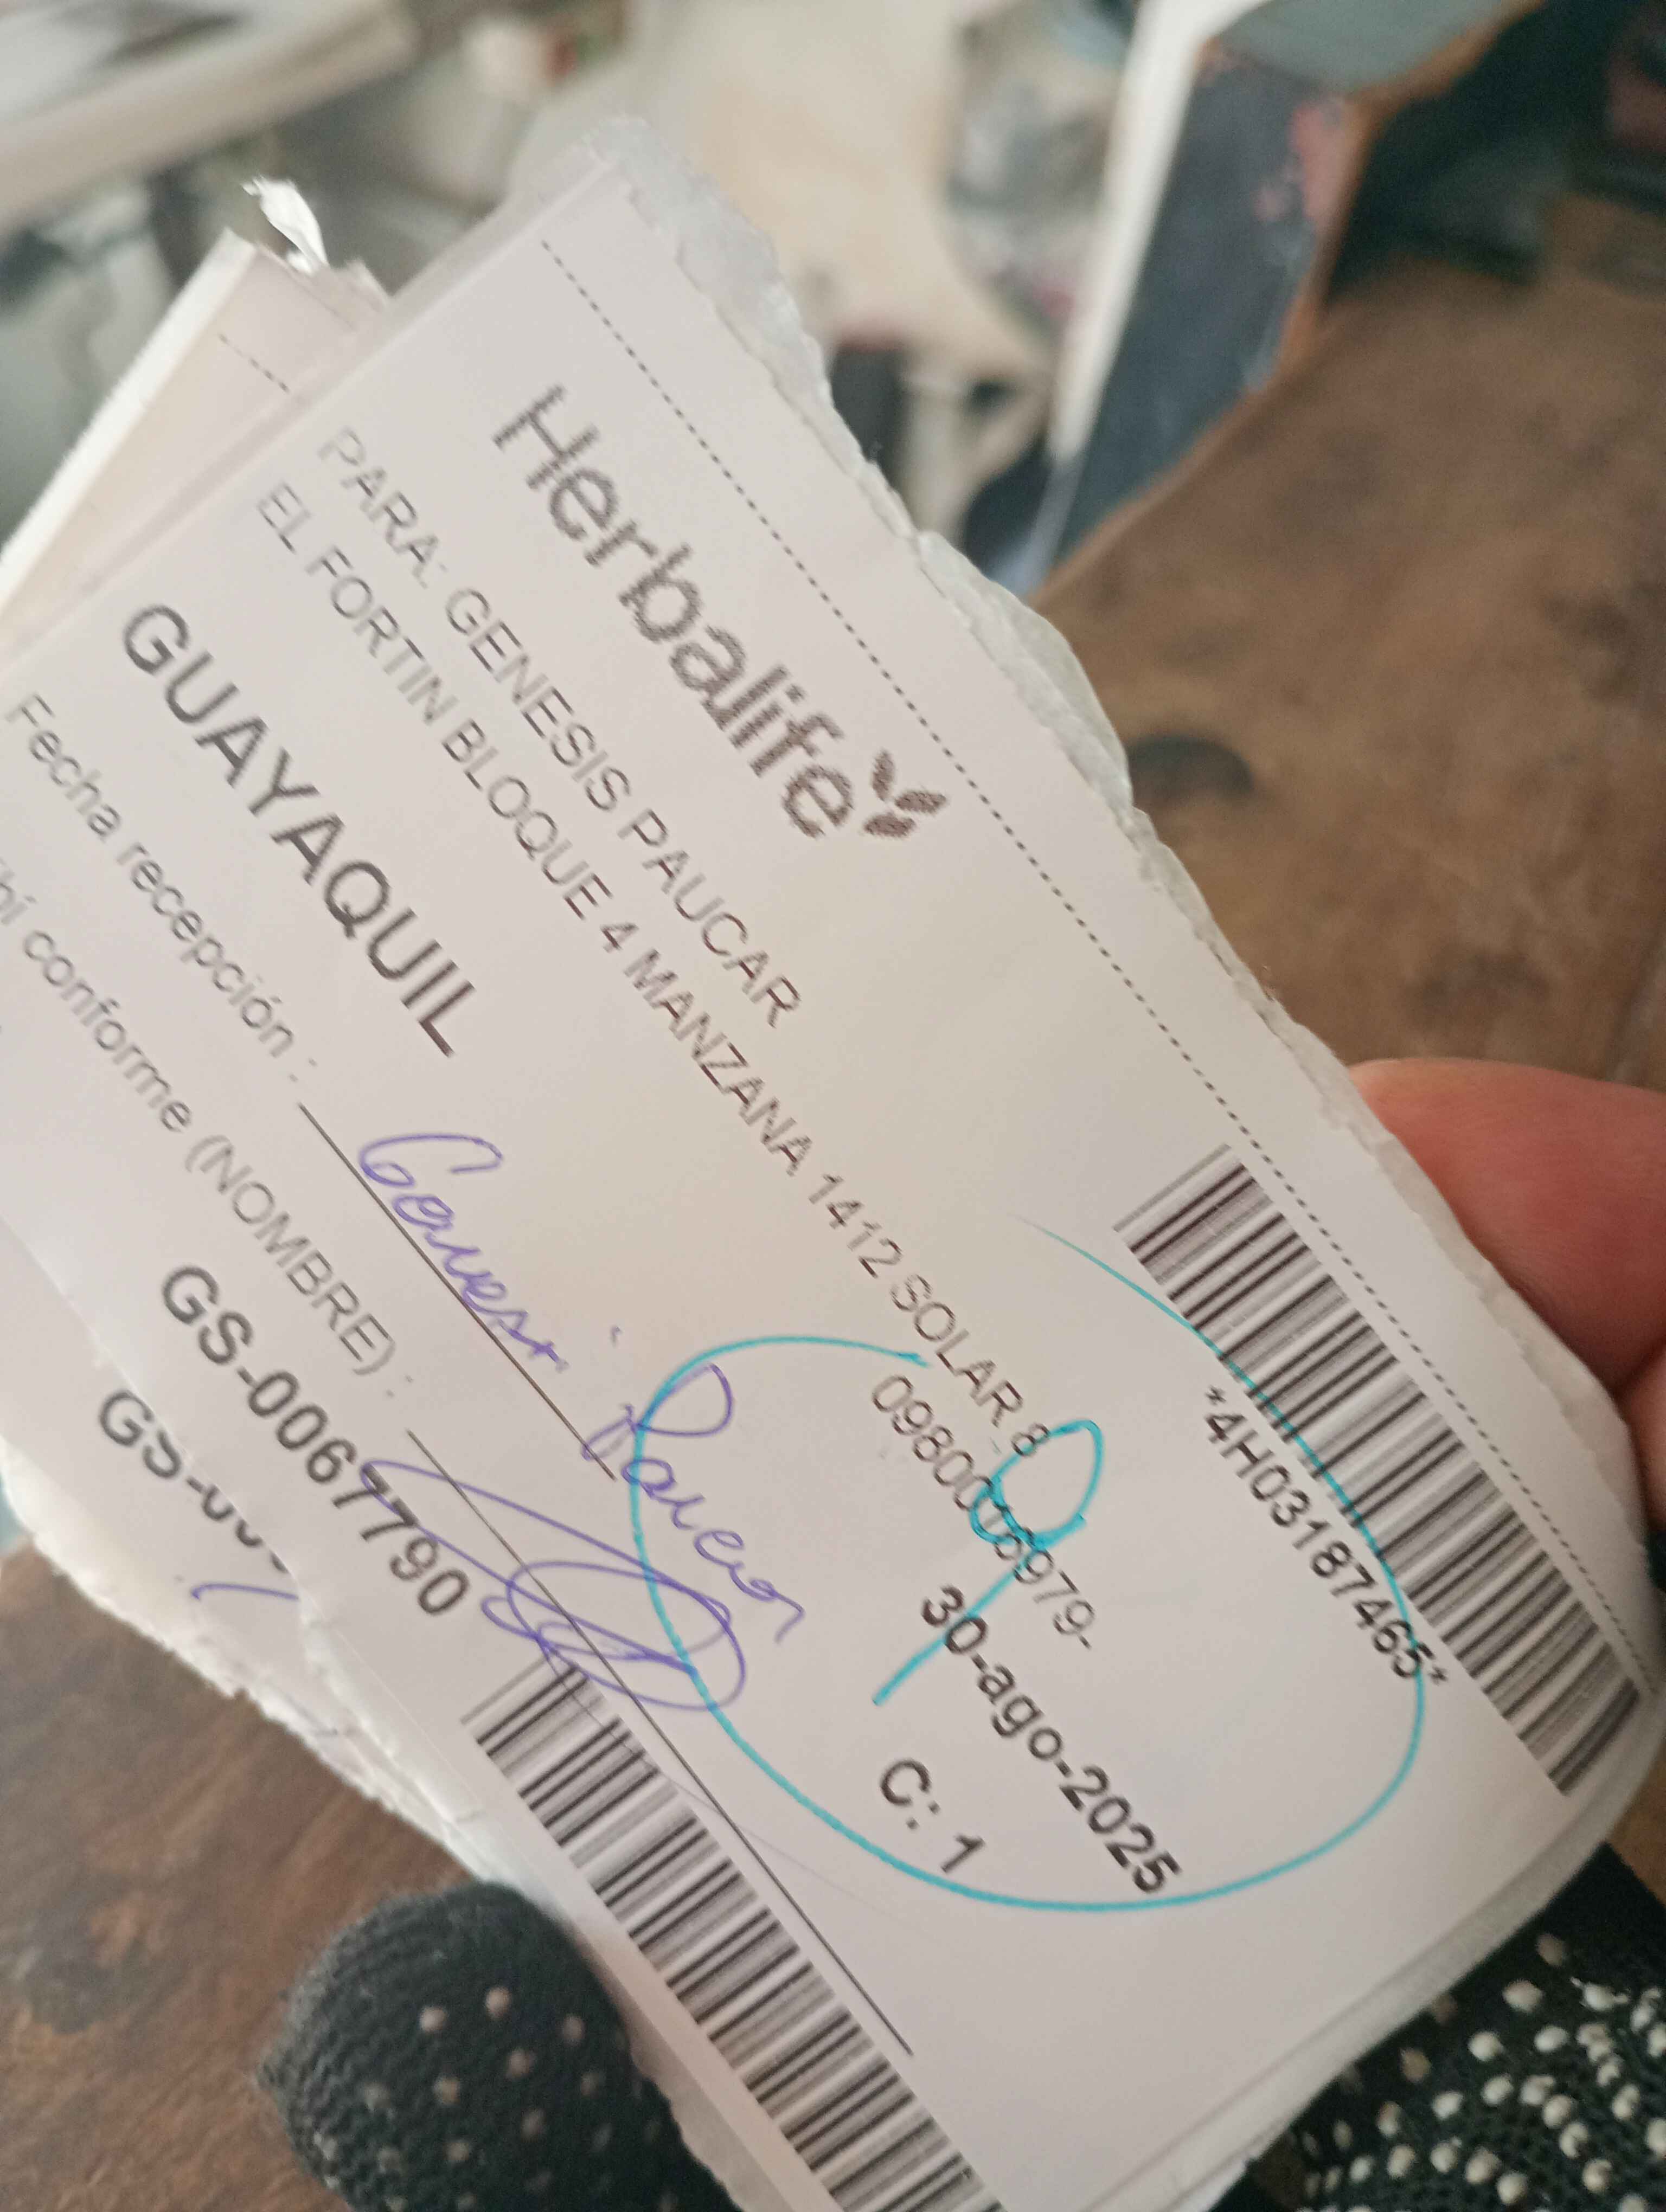 Herbalife
*4H03187465*
PARA: GENESIS PAUCAR
EL FORTIN BLOQUE 4 MANZANA 1412 SOLAR 8
GUAYAQUIL
30-ago-2025
Fecha recepción :
C: 1
bí conforme (NOMBRE) :
GS-0067790